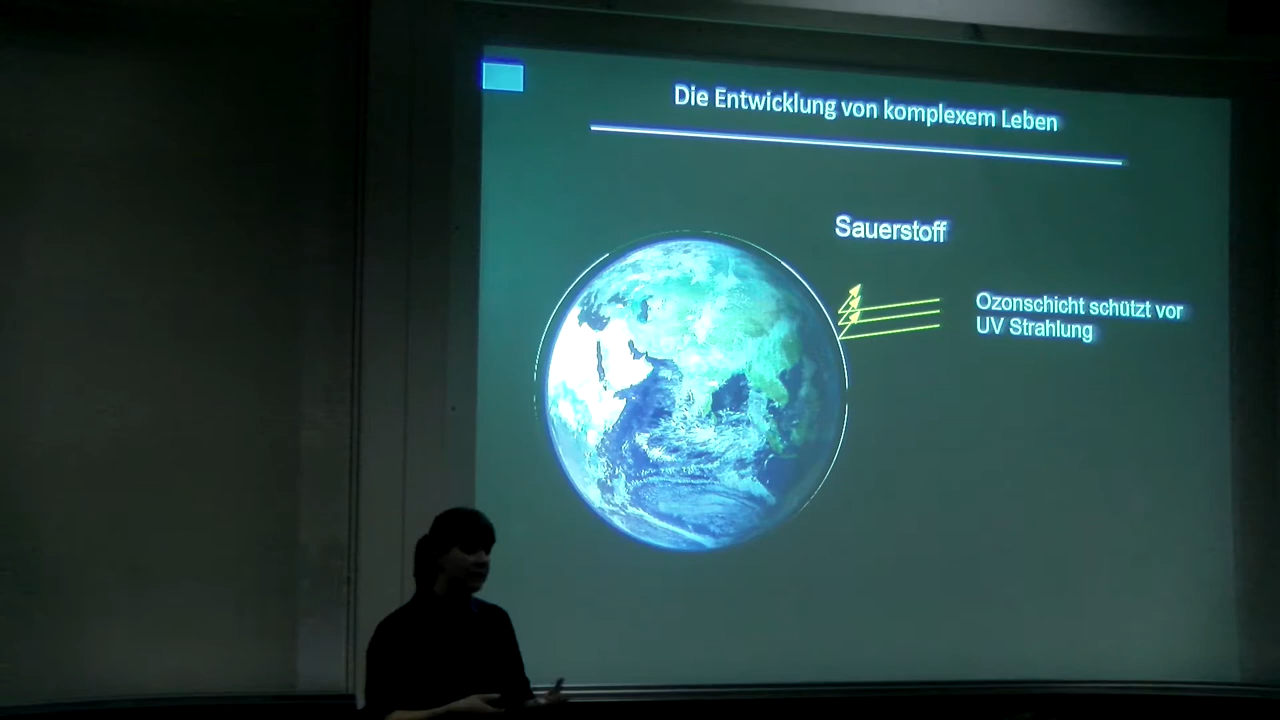 Die Entwicklung von komplexem Leben
Sauerstoff
Ozonschicht schützt vor
UV Strahlung